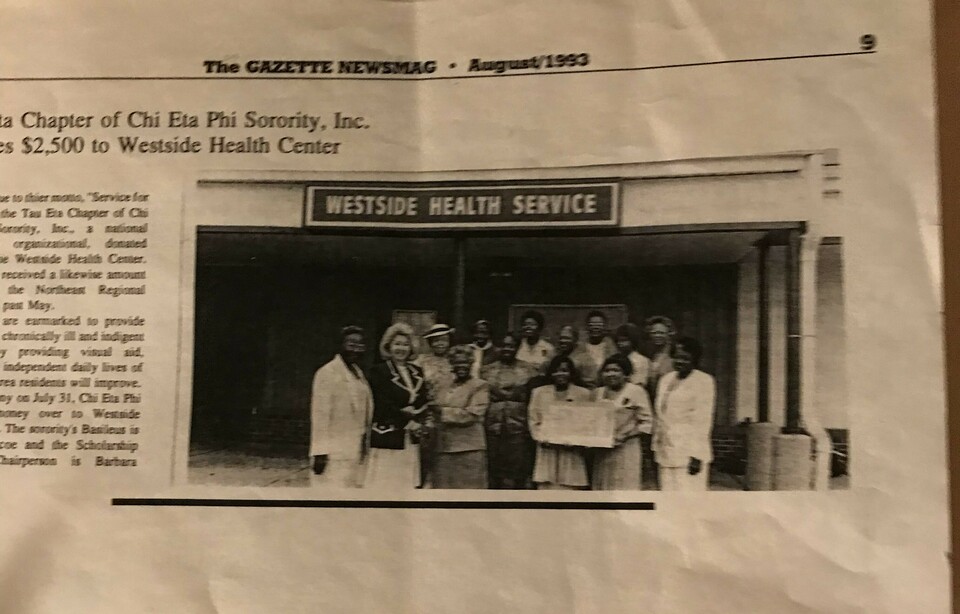 9
The GAZETTE NEWSMAG • August/1993
ta Chapter of Chi Eta Phi Sorority, Inc.
es $2,500 to Westside Health Center
ue to thier motto, "Service for
the Tau Eta Chapter of Chi
Sorority, Inc., a national
organizational, donated
he Westside Health Center.
received a likewise amount
the Northeast Regional
past May.
are earmarked to provide
chronically ill and indigent
y providing visual aid,
independent daily lives of
rea residents will improve.
ny on July 31, Chi Eta Phi
money over to Westside
. The sorority's Basileus is
coe and the Scholarship
Chairperson is Barbara
WESTSIDE HEALTH SERVICE